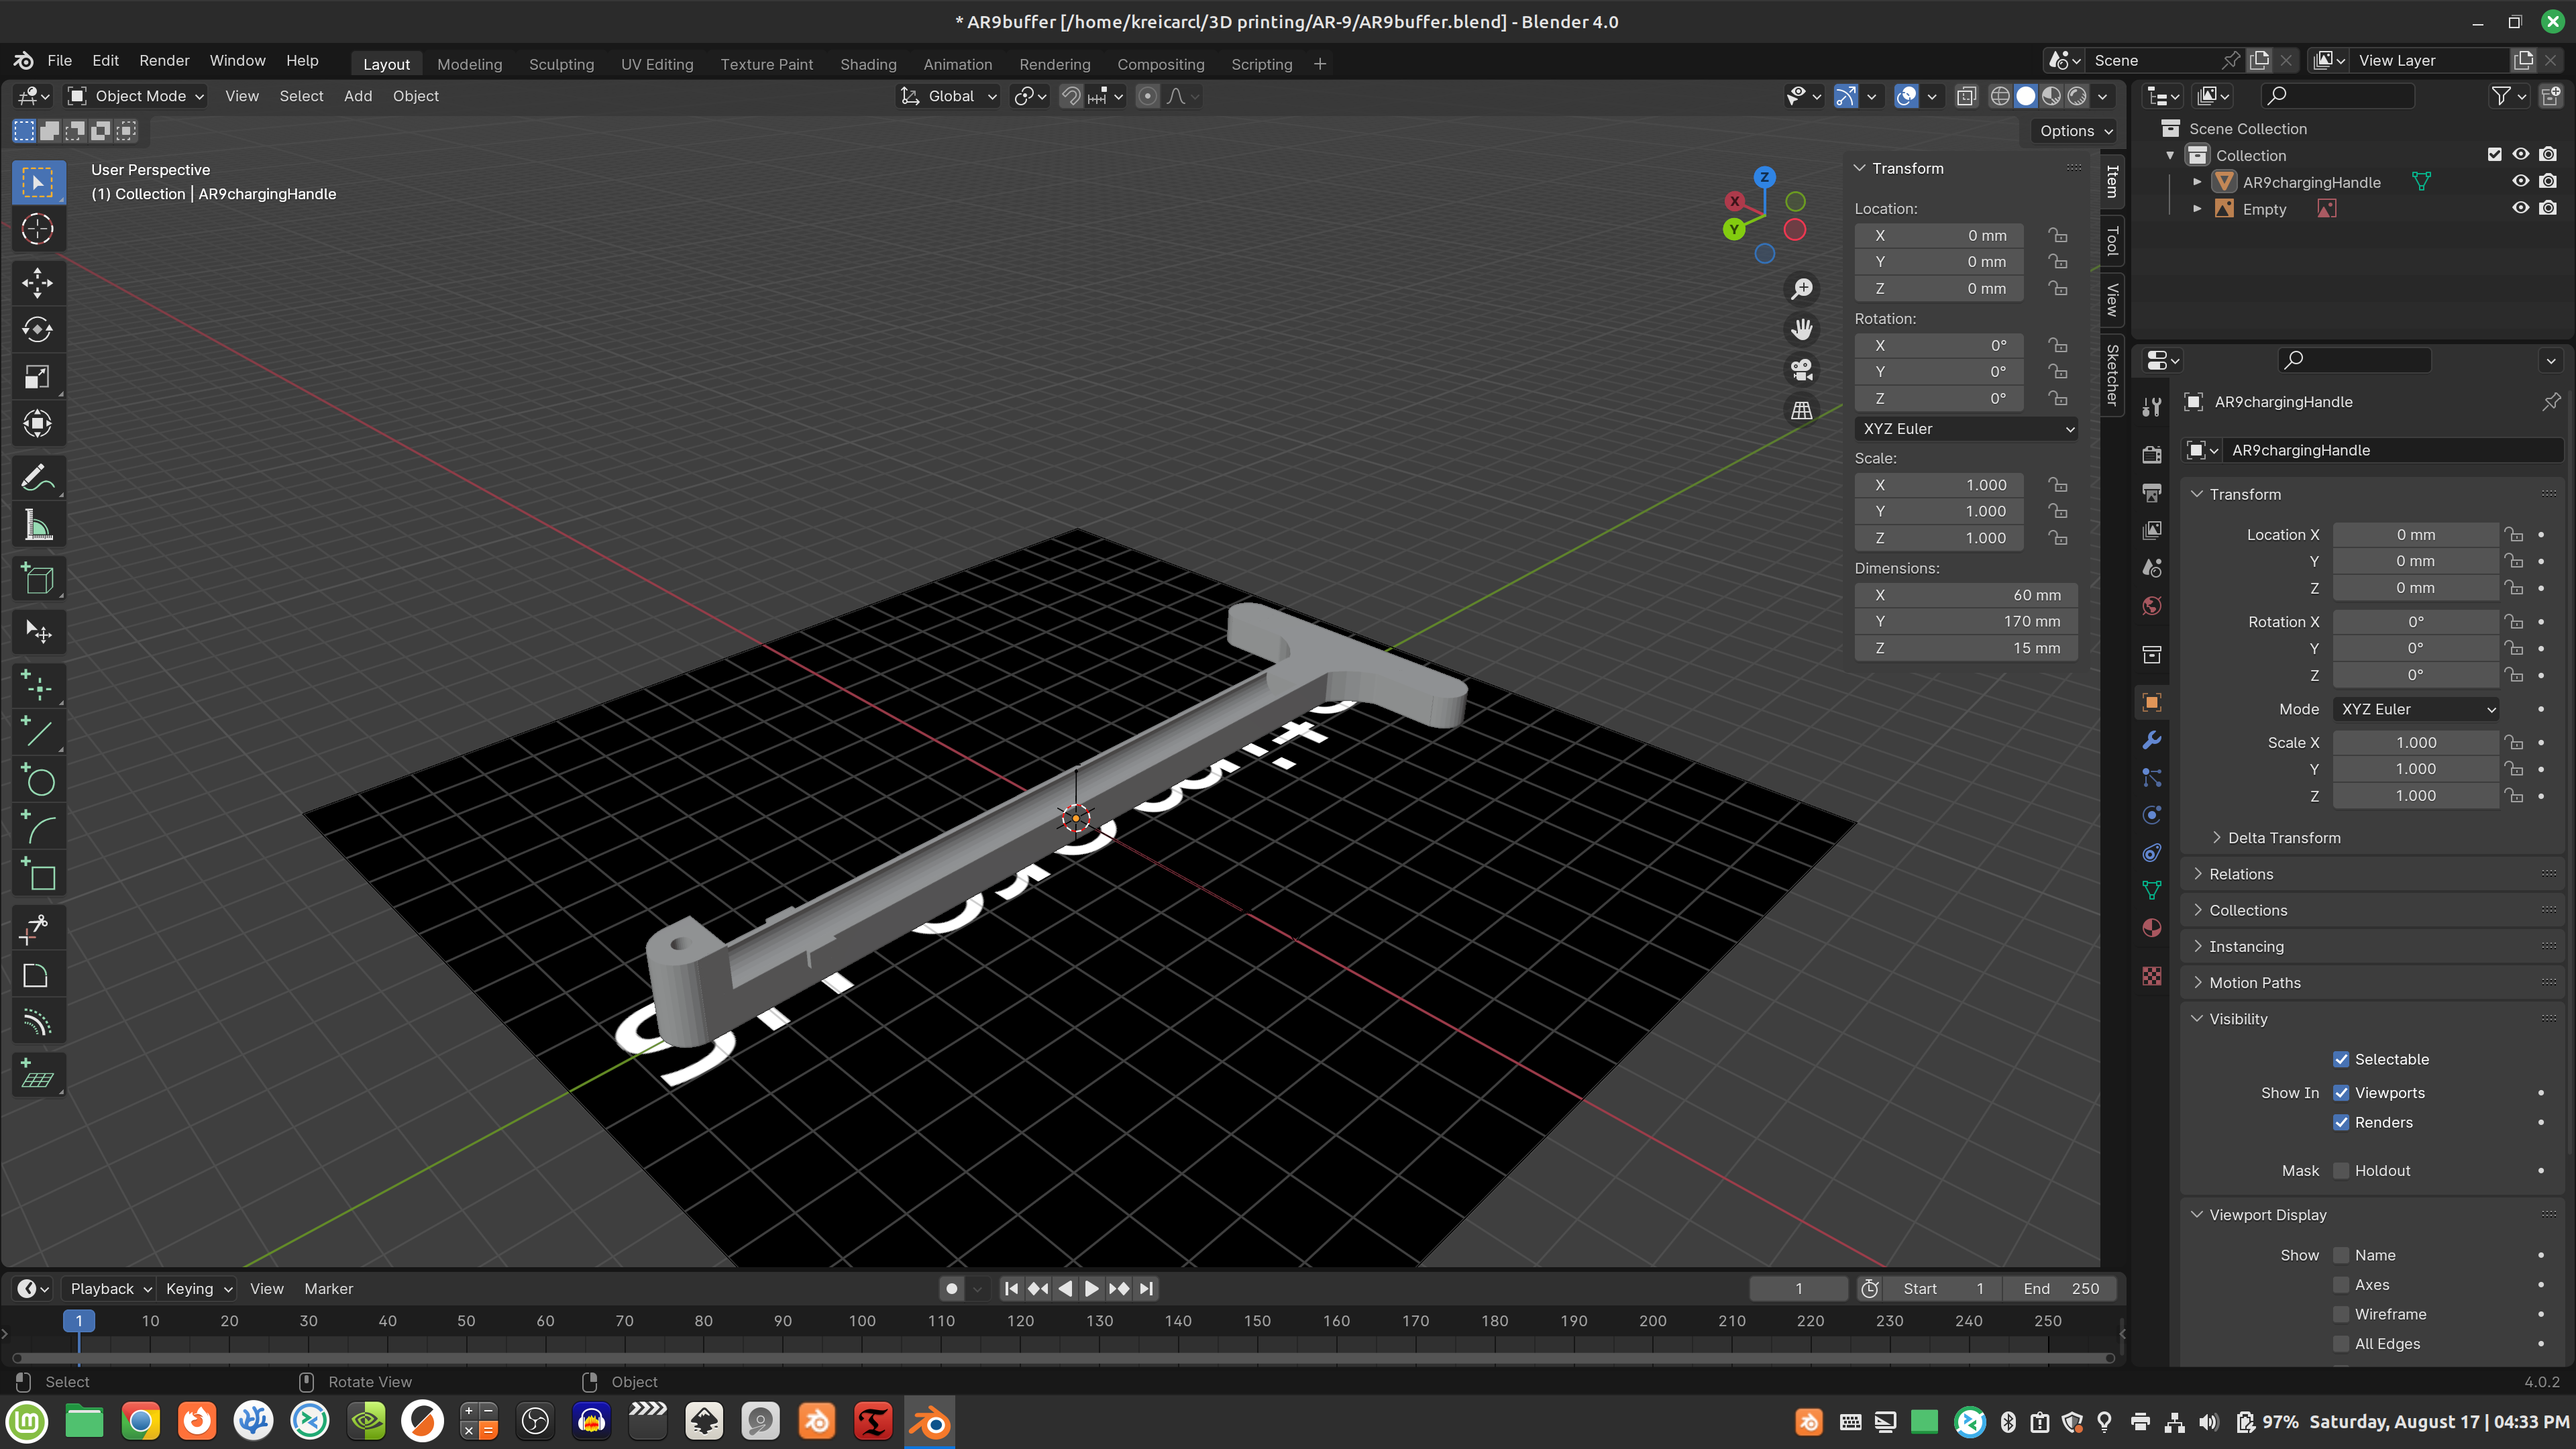 * AR9buffer [/home/kreicarcl/3D printing/AR-9/AR9buffer.blend] - Blender 4.0
File Edit Render Window Help
Layout Modeling Sculpting UV Editing Texture Paint Shading Animation Rendering Compositing Scripting +
Scene
View Layer
Object Mode View Select Add Object
Global
Options
User Perspective
(1) Collection | AR9chargingHandle
Z
X
Y
Transform
Location:
X 0 mm
Y 0 mm
Z 0 mm
Rotation:
X 0°
Y 0°
Z 0°
XYZ Euler
Scale:
X 1.000
Y 1.000
Z 1.000
Dimensions:
X 60 mm
Y 170 mm
Z 15 mm
Item
Tool
View
Sketcher
Scene Collection
Collection
AR9chargingHandle
Empty
AR9chargingHandle
AR9chargingHandle
Transform
Location X 0 mm
Y 0 mm
Z 0 mm
Rotation X 0°
Y 0°
Z 0°
Mode XYZ Euler
Scale X 1.000
Y 1.000
Z 1.000
Delta Transform
Relations
Collections
Instancing
Motion Paths
Visibility
Selectable
Show In Viewports
Renders
Mask Holdout
Viewport Display
Show Name
Axes
Wireframe
All Edges
Playback Keying View Marker
1
Start 1
End 250
1 10 20 30 40 50 60 70 80 90 100 110 120 130 140 150 160 170 180 190 200 210 220 230 240 250
Select
Rotate View
Object
4.0.2
97% Saturday, August 17 | 04:33 PM